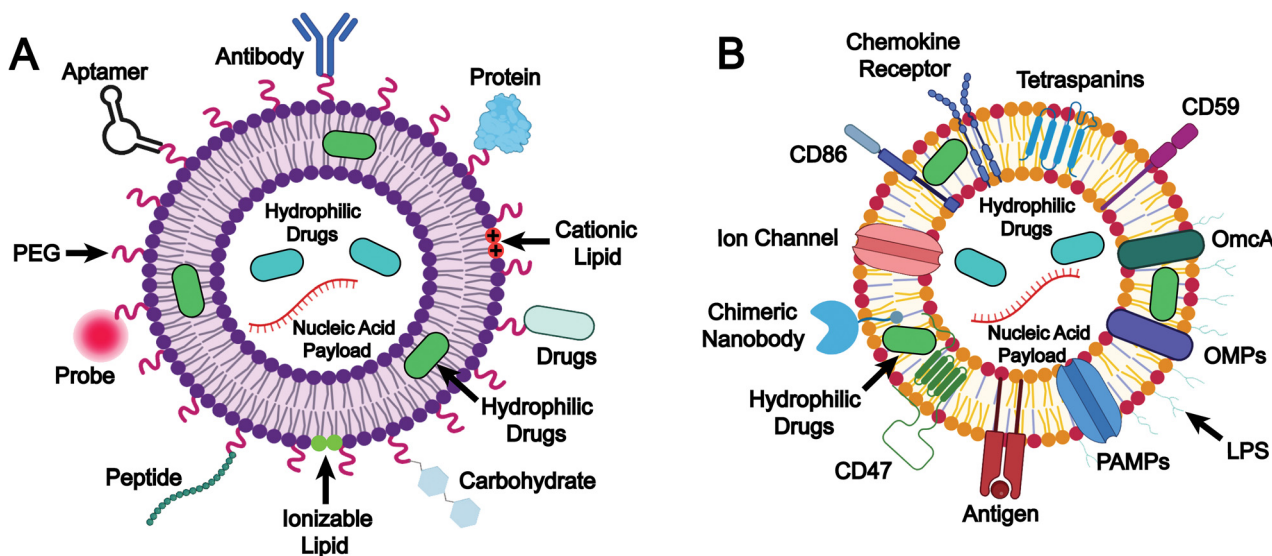 A
Antibody
Aptamer
Protein
Hydrophilic
Drugs
PEG
Cationic
Lipid
Nucleic Acid
Payload
Probe
Drugs
Hydrophilic
Drugs
Peptide
Carbohydrate
Ionizable
Lipid
B
Chemokine
Receptor
Tetraspanins
CD59
CD86
Hydrophilic
Drugs
Ion Channel
OmcA
Chimeric
Nanobody
Nucleic Acid
Payload
OMPs
Hydrophilic
Drugs
CD47
PAMPs
LPS
Antigen
+
+